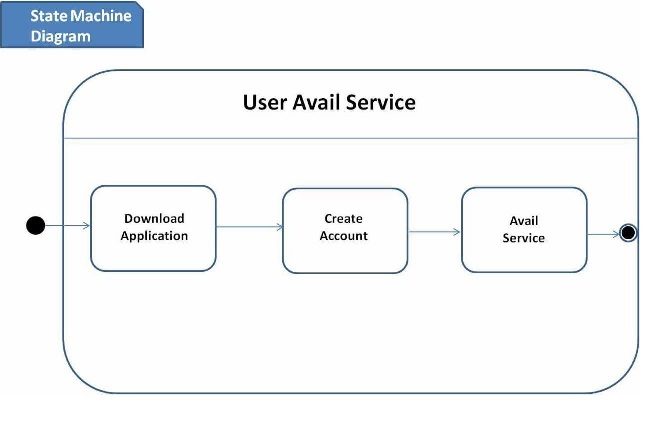 State Machine
Diagram
User Avail Service
Download
Application
Create
Account
Avail
Service